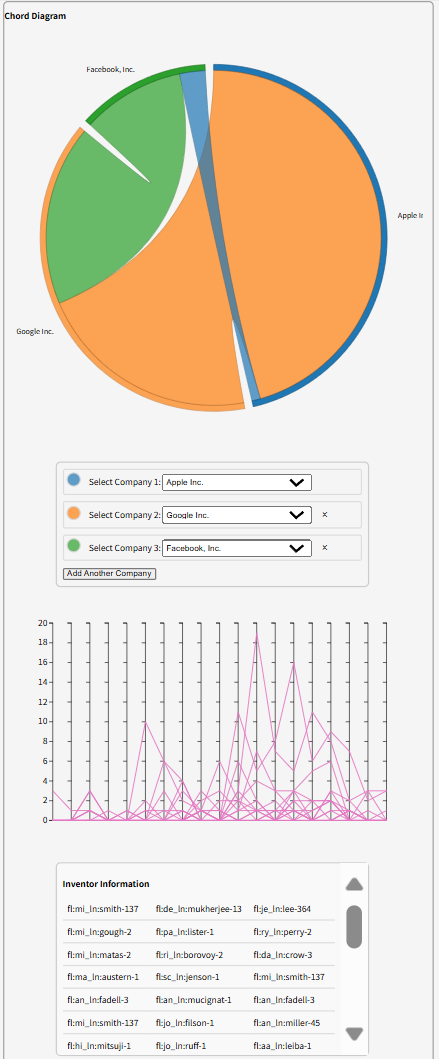 Chord Diagram
Facebook, Inc.
Apple
Google Inc.
Select Company 1: Apple Inc.
Select Company 2: Google Inc. x
Select Company 3: Facebook, Inc. x
Add Another Company
20
18
16
14
12
10
8
6
4
2
0
Inventor Information
fl:mi_ln:smith-137 fl:de_ln:mukherjee-13 fl:je_ln:lee-364
fl:mi_ln:gough-2 fl:pa_ln:lister-1 fl:ry_ln:perry-2
fl:mi_ln:matas-2 fl:ri_ln:borovoy-2 fl:da_ln:crow-3
fl:ma_ln:austern-1 fl:sc_ln:jenson-1 fl:mi_ln:smith-137
fl:an_ln:fadell-3 fl:an_ln:mucignat-1 fl:an_ln:fadell-3
fl:mi_ln:smith-137 fl:jo_ln:filson-1 fl:an_ln:miller-45
fl:hi_ln:mitsuji-1 fl:jo_ln:ruff-1 fl:aa_ln:leiba-1